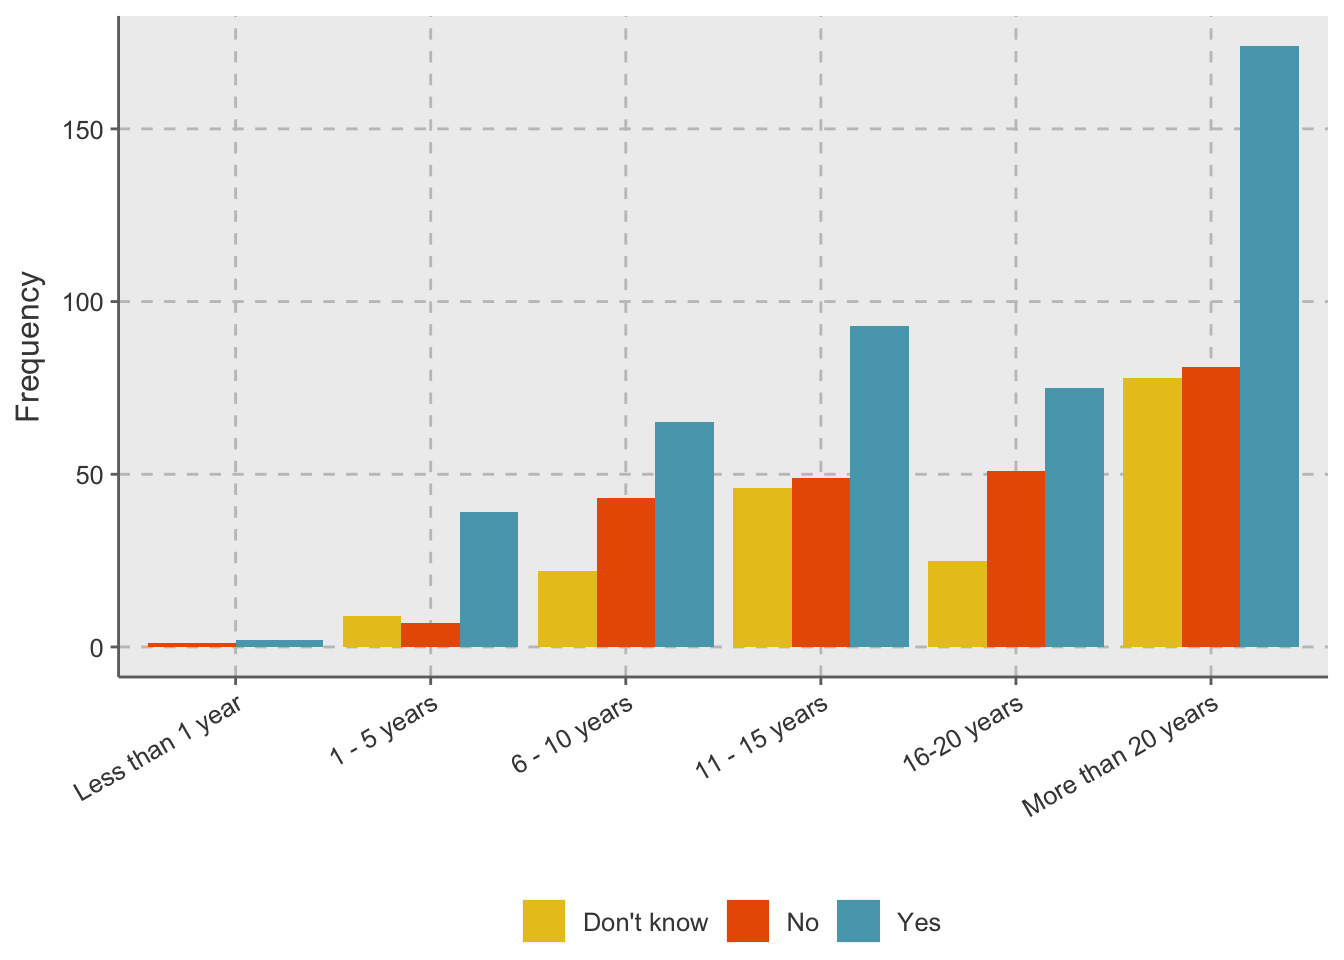 Frequency
150
100
50
0
Less than 1 year
1 - 5 years
6 - 10 years
11 - 15 years
16-20 years
More than 20 years
Don't know
No
Yes